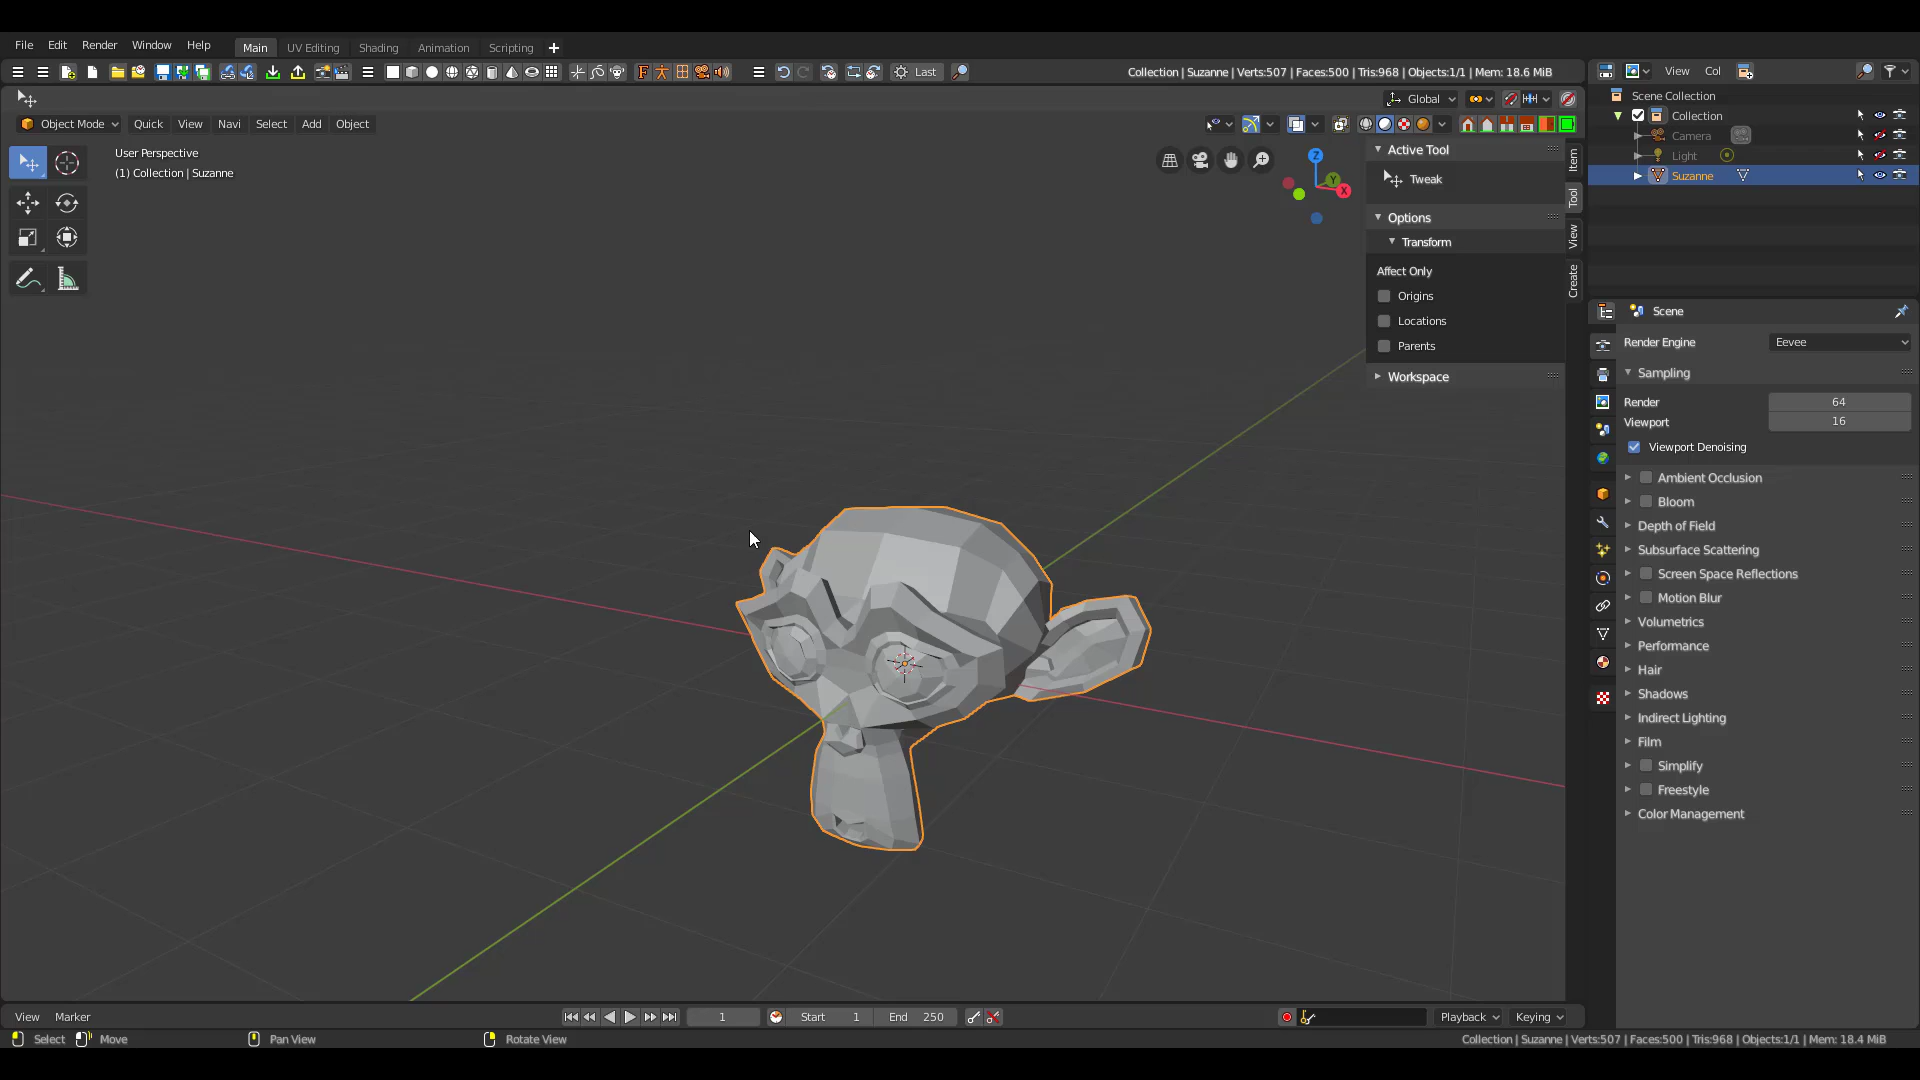 File Edit Render Window Help Main UV Editing Shading Animation Scripting
Last Collection | Suzanne | Verts:507 | Faces:500 | Tris:968 | Objects:1/1 | Mem: 18.6 MiB View Col
Global Scene Collection
Object Mode Quick View Navi Select Add Object Collection
User Perspective Active Tool Camera
(1) Collection | Suzanne Z Y X Tweak Item Light
Suzanne
Options Tool
Transform View
Affect Only Create
Origins Scene
Locations Render Engine Eevee
Parents
Workspace Sampling
Render 64
Viewport 16
Viewport Denoising
Ambient Occlusion
Bloom
Depth of Field
Subsurface Scattering
Screen Space Reflections
Motion Blur
Volumetrics
Performance
Hair
Shadows
Indirect Lighting
Film
Simplify
Freestyle
Color Management
View Marker 1 Start 1 End 250 Playback Keying
Select Move Pan View Rotate View Collection | Suzanne | Verts:507 | Faces:500 | Tris:968 | Objects:1/1 | Mem: 18.4 MiB